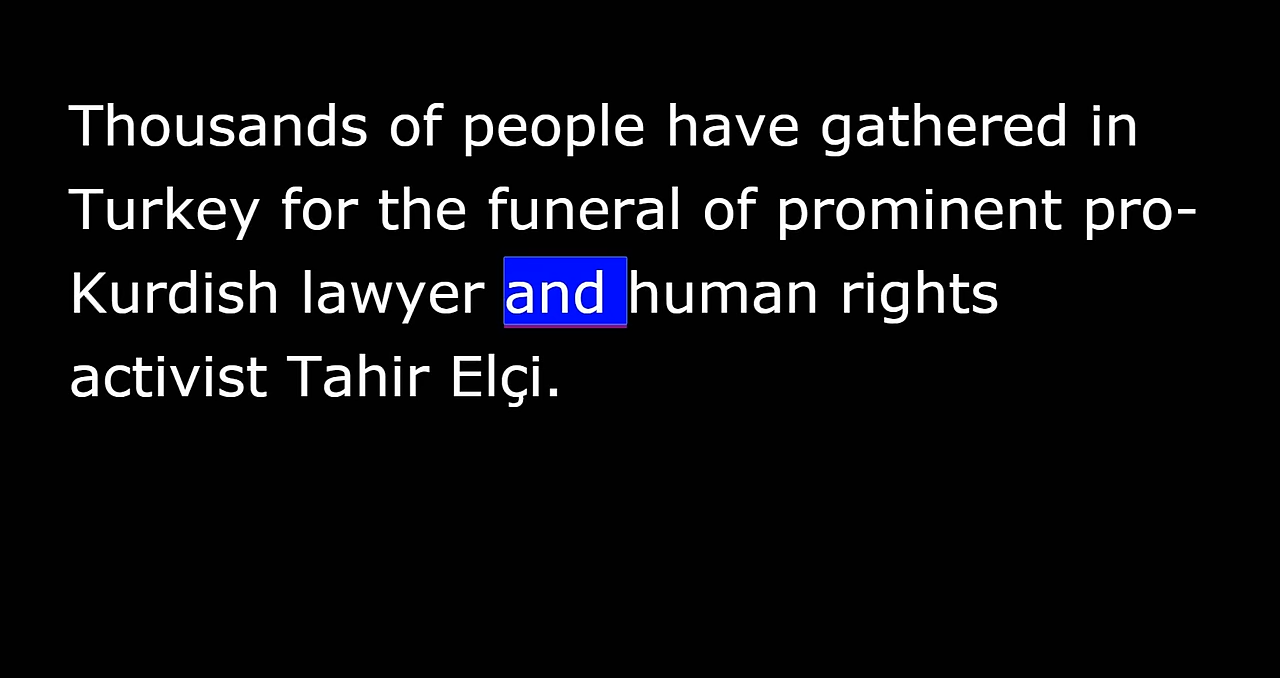 Thousands of people have gathered in
Turkey for the funeral of prominent pro-
Kurdish lawyer and human rights
activist Tahir Elçi.